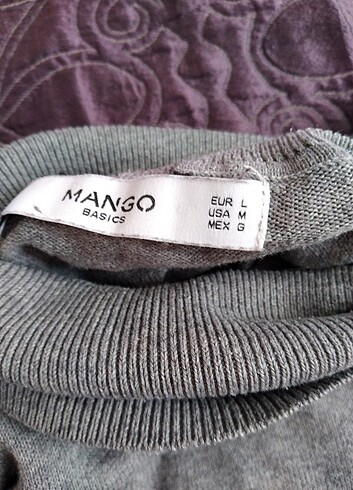 MANGO
BASICS
EUR L
USA M
MEX G